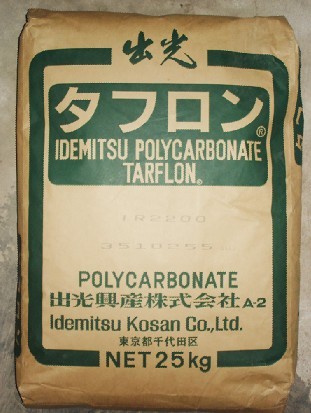 出光
タフロン®
IDEMITSU POLYCARBONATE
TARFLON®
IR2200
3510255
POLYCARBONATE
出光興産株式会社 A-2
Idemitsu Kosan Co., Ltd.
東京都千代田区
NET 25kg